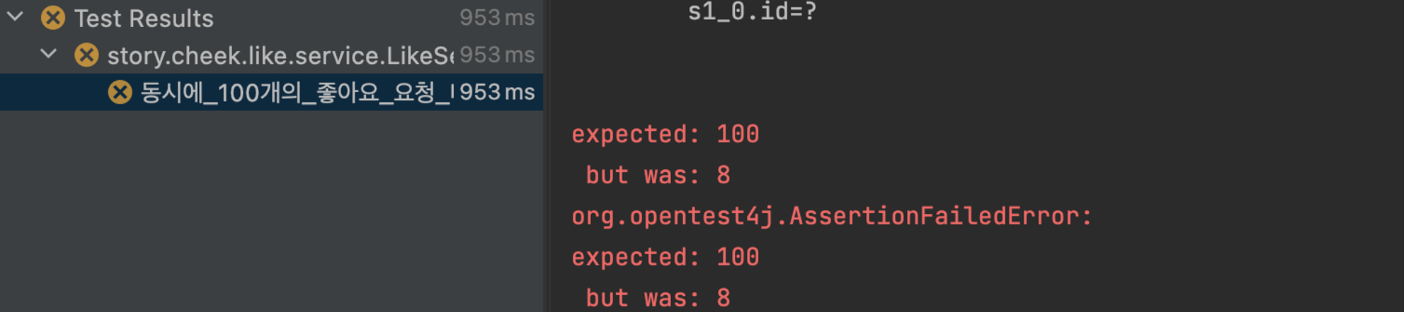 Test Results 953 ms
story.cheek.like.service.LikeSe 953 ms
동시에_100개의_좋아요_요청_ 953 ms
s1_0.id=?
expected: 100
but was: 8
org.opentest4j.AssertionFailedError:
expected: 100
but was: 8